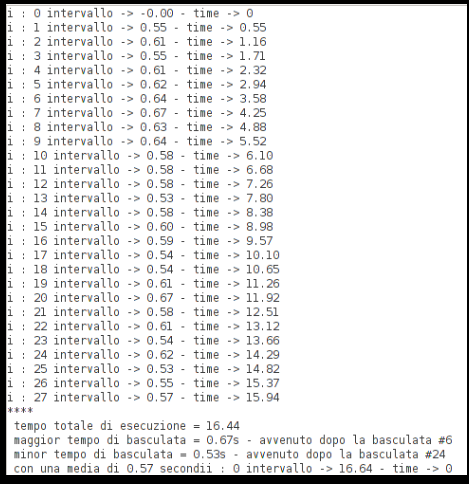 i : 0 intervallo -> -0.00 - time -> 0
i : 1 intervallo -> 0.55 - time -> 0.55
i : 2 intervallo -> 0.61 - time -> 1.16
i : 3 intervallo -> 0.55 - time -> 1.71
i : 4 intervallo -> 0.61 - time -> 2.32
i : 5 intervallo -> 0.62 - time -> 2.94
i : 6 intervallo -> 0.64 - time -> 3.58
i : 7 intervallo -> 0.67 - time -> 4.25
i : 8 intervallo -> 0.63 - time -> 4.88
i : 9 intervallo -> 0.64 - time -> 5.52
i : 10 intervallo -> 0.58 - time -> 6.10
i : 11 intervallo -> 0.58 - time -> 6.68
i : 12 intervallo -> 0.58 - time -> 7.26
i : 13 intervallo -> 0.53 - time -> 7.80
i : 14 intervallo -> 0.58 - time -> 8.38
i : 15 intervallo -> 0.60 - time -> 8.98
i : 16 intervallo -> 0.59 - time -> 9.57
i : 17 intervallo -> 0.54 - time -> 10.10
i : 18 intervallo -> 0.54 - time -> 10.65
i : 19 intervallo -> 0.61 - time -> 11.26
i : 20 intervallo -> 0.67 - time -> 11.92
i : 21 intervallo -> 0.58 - time -> 12.51
i : 22 intervallo -> 0.61 - time -> 13.12
i : 23 intervallo -> 0.54 - time -> 13.66
i : 24 intervallo -> 0.62 - time -> 14.29
i : 25 intervallo -> 0.53 - time -> 14.82
i : 26 intervallo -> 0.55 - time -> 15.37
i : 27 intervallo -> 0.57 - time -> 15.94
****
tempo totale di esecuzione = 16.44
maggior tempo di basculata = 0.67s - avvenuto dopo la basculata #6
minor tempo di basculata = 0.53s - avvenuto dopo la basculata #24
con una media di 0.57 secondii : 0 intervallo -> 16.64 - time -> 0